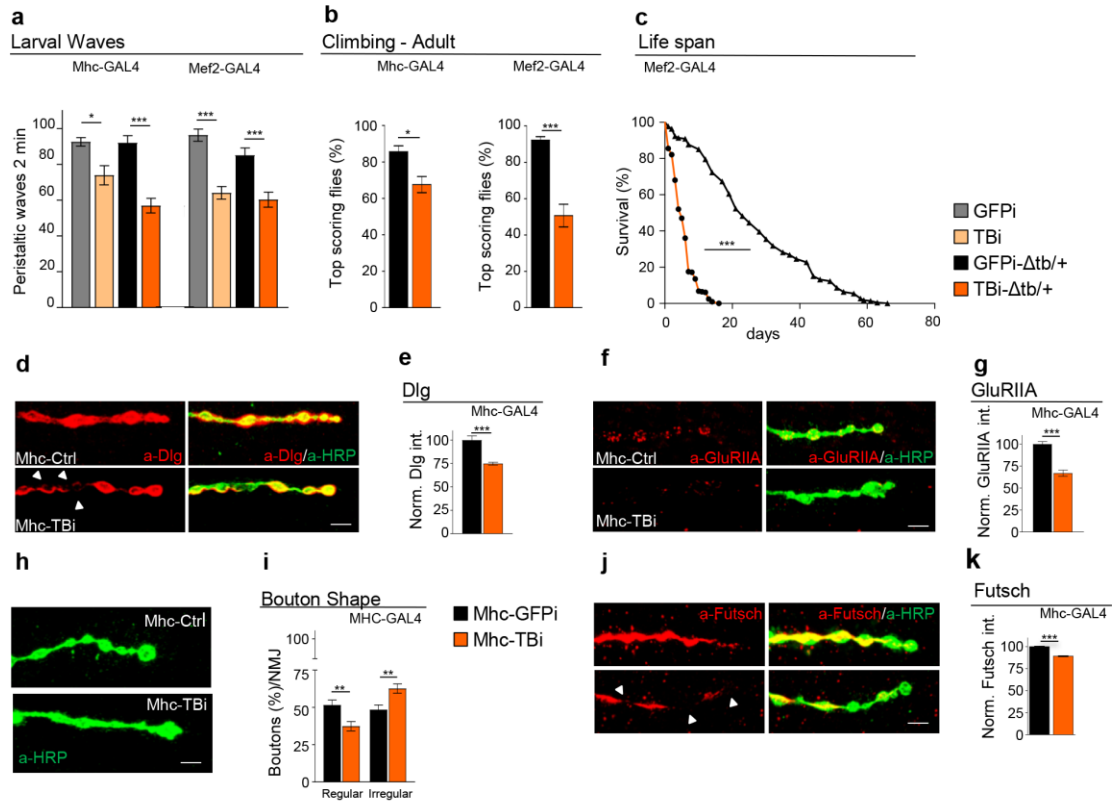 a
Larval Waves
Mhc-GAL4 Mef2-GAL4
Peristaltic waves 2 min
100
80
60
40
20
0
* *** *** ***
b
Climbing - Adult
Mhc-GAL4 Mef2-GAL4
Top scoring flies (%)
100
80
60
40
20
0
*
Top scoring flies (%)
100
80
60
40
20
0
***
c
Life span
Mef2-GAL4
Survival (%)
100
80
60
40
20
0
***
0 20 40 60 80
days
GFPi
TBi
GFPi-Δtb/+
TBi-Δtb/+
d
Mhc-Ctrl a-Dlg a-Dlg/a-HRP
Mhc-TBi
e
Dlg
Mhc-GAL4
Norm. Dlg int.
100
75
50
25
0
***
f
Mhc-Ctrl a-GluRIIA a-GluRIIA/a-HRP
Mhc-TBi
g
GluRIIA
Mhc-GAL4
Norm. GluRIIA int.
100
75
50
25
0
***
h
Mhc-Ctrl
Mhc-TBi
a-HRP
i
Bouton Shape
MHC-GAL4
Boutons (%)/NMJ
100
75
50
25
0
** **
Regular Irregular
Mhc-GFPi
Mhc-TBi
j
a-Futsch a-Futsch/a-HRP
k
Futsch
Mhc-GAL4
Norm. Futsch int.
100
75
50
25
0
***